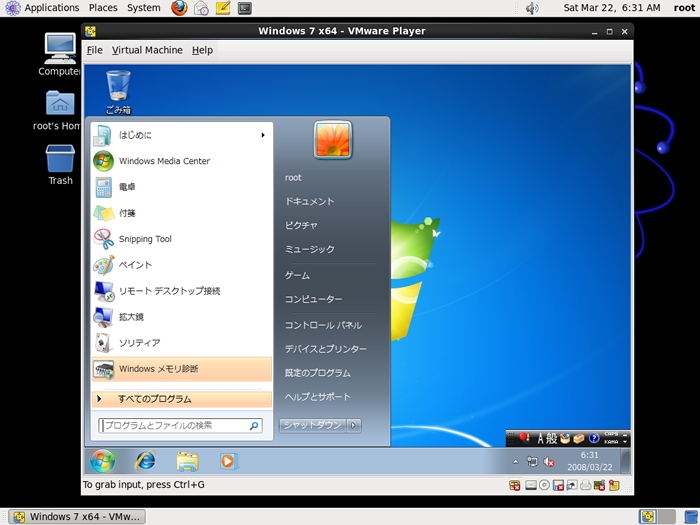 Applications Places System
Sat Mar 22, 6:31 AM root
Windows 7 x64 - VMware Player
File Virtual Machine Help
Computer
root's Hom
Trash
ごみ箱
はじめに
Windows Media Center
電卓
付箋
Snipping Tool
ペイント
リモート デスクトップ接続
拡大鏡
ソリティア
Windows メモリ診断
すべてのプログラム
プログラムとファイルの検索
root
ドキュメント
ピクチャ
ミュージック
ゲーム
コンピューター
コントロール パネル
デバイスとプリンター
既定のプログラム
ヘルプとサポート
シャットダウン
A 般
CAPS
KANA
6:31
2008/03/22
To grab input, press Ctrl+G
Windows 7 x64 - VMw...